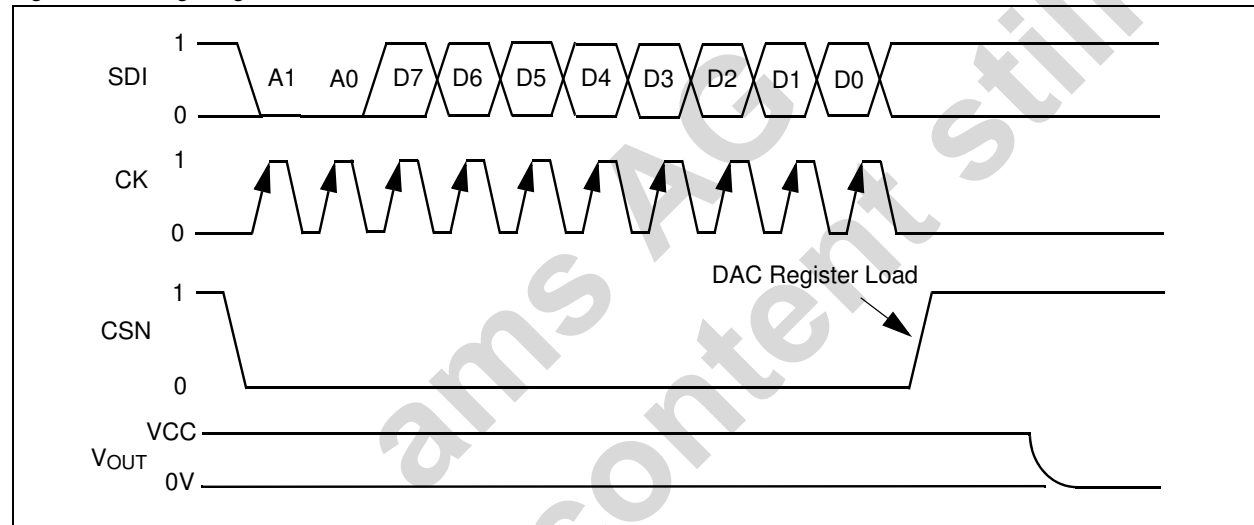 1
SDI
A1 A0 D7 D6 D5 D4 D3 D2 D1 D0
0
1
CK
0
DAC Register Load
1
CSN
0
VCC
VOUT
0V
ams AG
content still